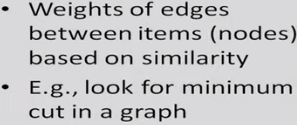 • Weights of edges
between items (nodes)
based on similarity
• E.g., look for minimum
cut in a graph